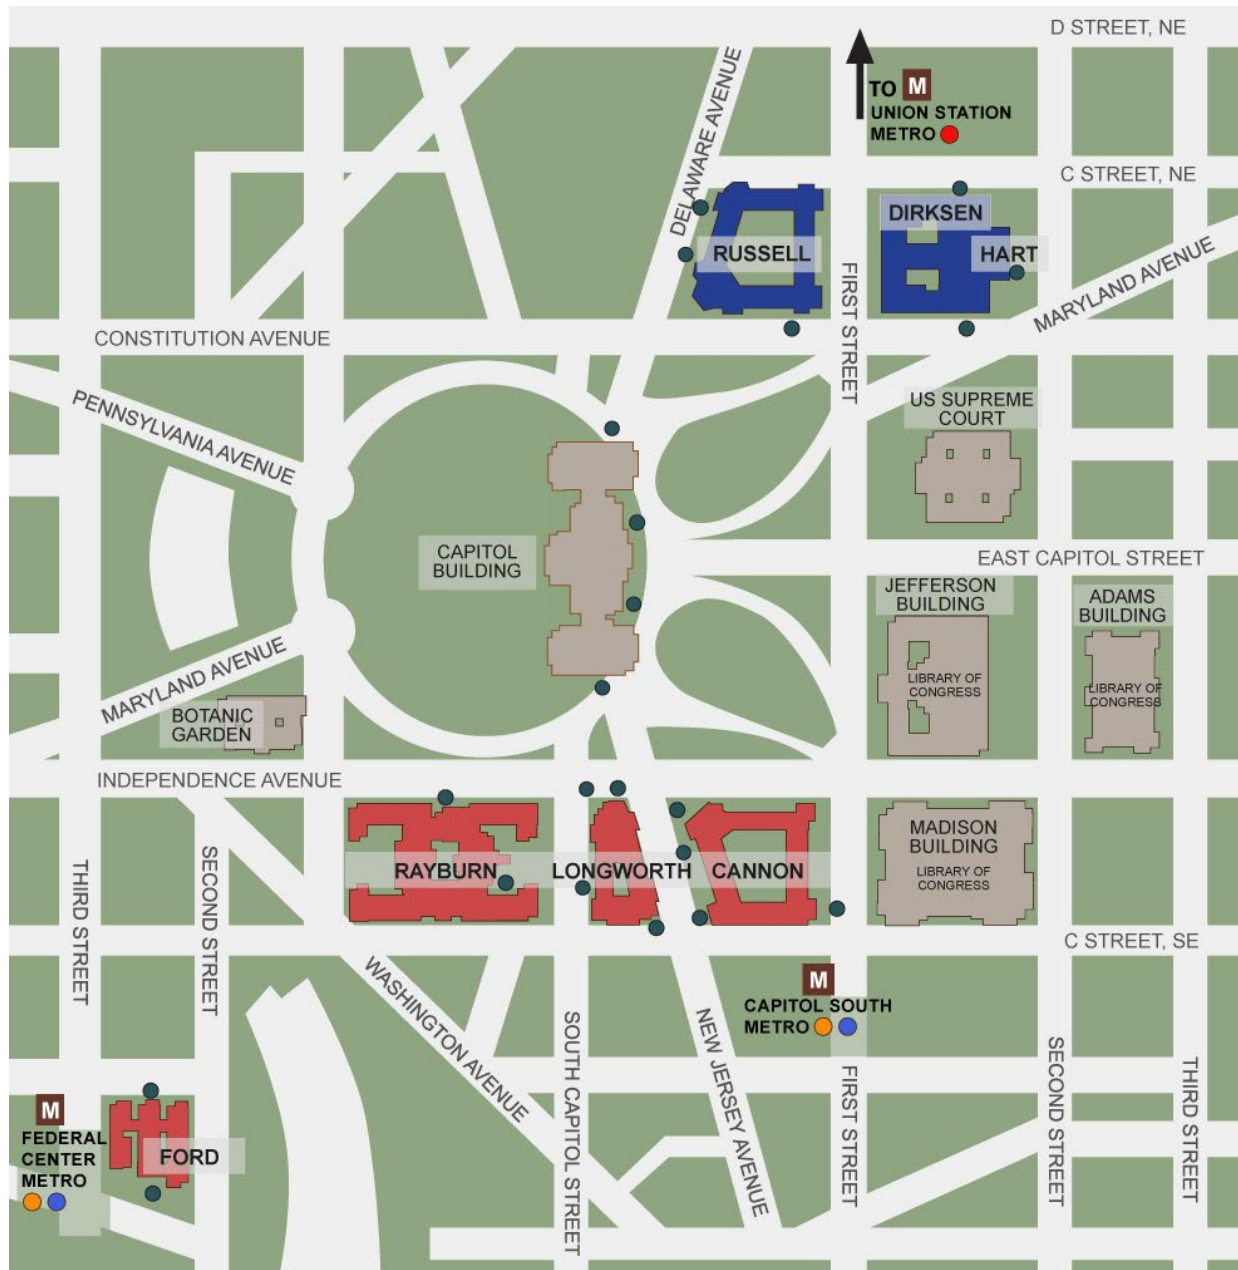 D STREET, NE
TO M
UNION STATION
METRO
DELAWARE AVENUE
C STREET, NE
DIRKSEN
RUSSELL
HART
MARYLAND AVENUE
FIRST STREET
CONSTITUTION AVENUE
PENNSYLVANIA AVENUE
US SUPREME
COURT
CAPITOL
BUILDING
EAST CAPITOL STREET
JEFFERSON
BUILDING
ADAMS
BUILDING
LIBRARY OF
CONGRESS
LIBRARY OF
CONGRESS
MARYLAND AVENUE
BOTANIC
GARDEN
INDEPENDENCE AVENUE
MADISON
BUILDING
LIBRARY OF
CONGRESS
RAYBURN
LONGWORTH
CANNON
THIRD STREET
SECOND STREET
C STREET, SE
WASHINGTON AVENUE
M
CAPITOL SOUTH
METRO
SOUTH CAPITOL STREET
NEW JERSEY AVENUE
FIRST STREET
SECOND STREET
THIRD STREET
M
FEDERAL
CENTER
METRO
FORD